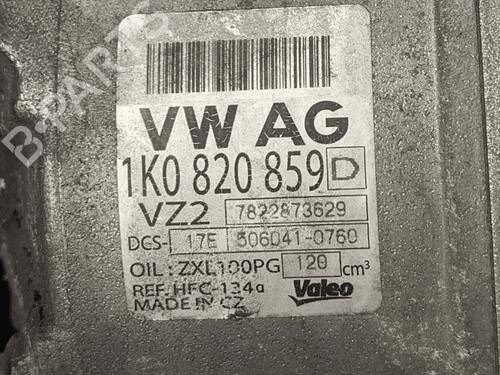 VW AG
1K0 820 859 D
VZ2 7822873629
DCS- 17E 506041-0760
OIL : ZXL100PG 120 cm³
REF. HFC-134a
MADE IN CZ
Valeo
B-PARTS